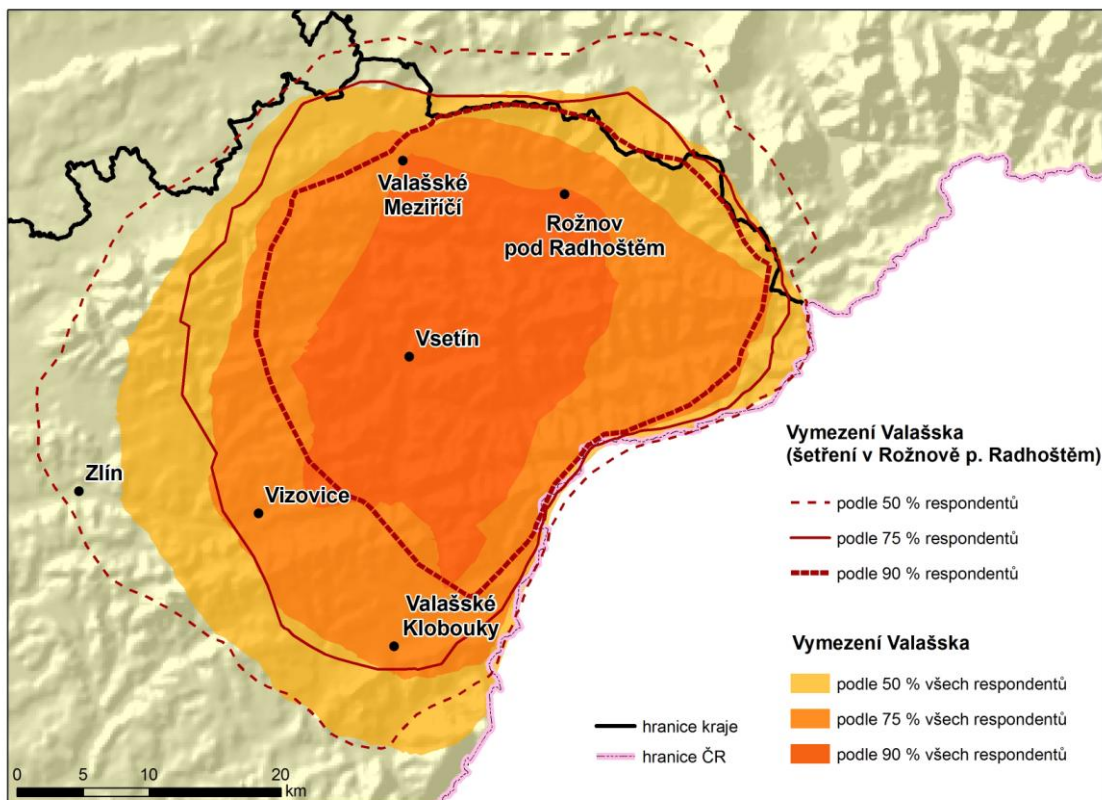 Valašské
Meziříčí
Rožnov
pod Radhoštěm
Vsetín
Zlín
Vizovice
Valašské
Klobouky
Vymezení Valašska
(šetření v Rožnově p. Radhoštěm)
podle 50 % respondentů
podle 75 % respondentů
podle 90 % respondentů
Vymezení Valašska
podle 50 % všech respondentů
podle 75 % všech respondentů
podle 90 % všech respondentů
hranice kraje
hranice ČR
0 5 10 20
km